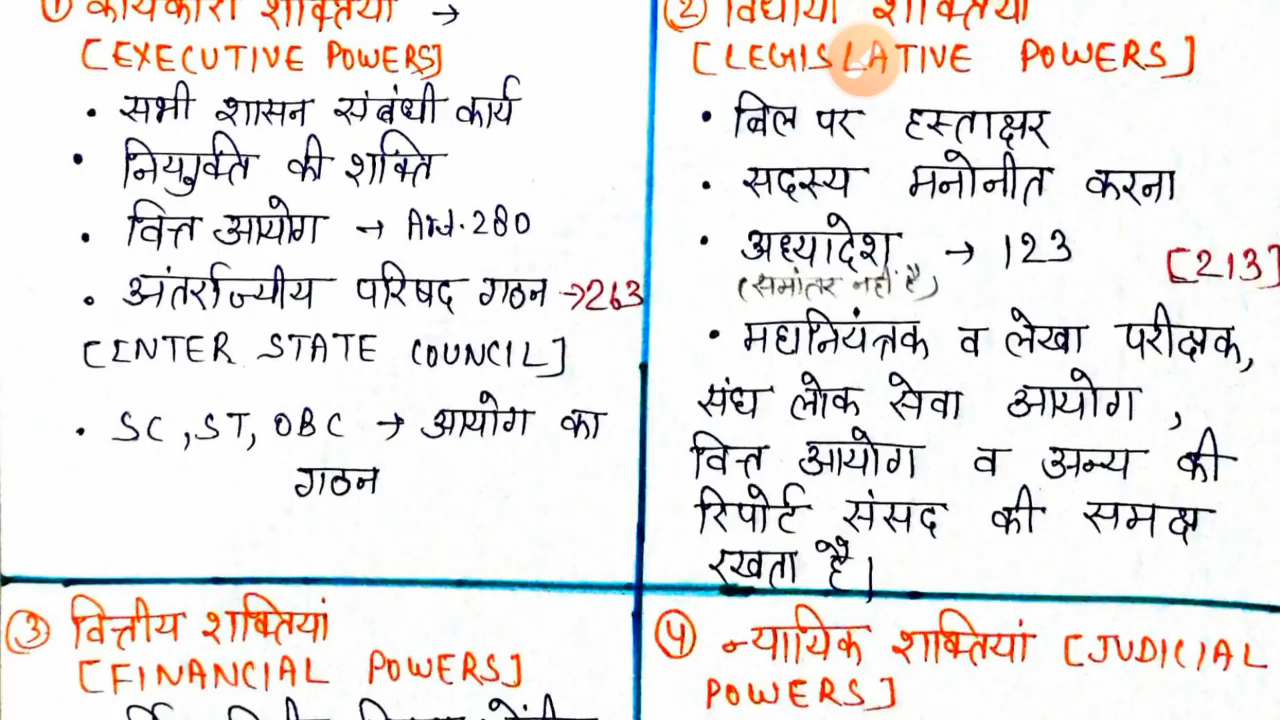 ① कार्यकारी शक्तियां →
[EXECUTIVE POWERS]
• सभी शासन संबंधी कार्य
• नियुक्ति की शक्ति
• वित्त आयोग → Art. 280
• अंतर्राज्यीय परिषद गठन → 263
[INTER STATE COUNCIL]
• SC, ST, OBC → आयोग का
गठन
② विधायी शक्तियां
[LEGISLATIVE POWERS]
• बिल पर हस्ताक्षर
• सदस्य मनोनीत करना
• अध्यादेश → 123 [213]
(समांतर नहीं है)
• महानियंत्रक व लेखा परीक्षक,
संघ लोक सेवा आयोग,
वित्त आयोग व अन्य की
रिपोर्ट संसद की समक्ष
रखता है।
③ वित्तीय शक्तियां
[FINANCIAL POWERS]
④ न्यायिक शक्तियां [JUDICIAL
POWERS]